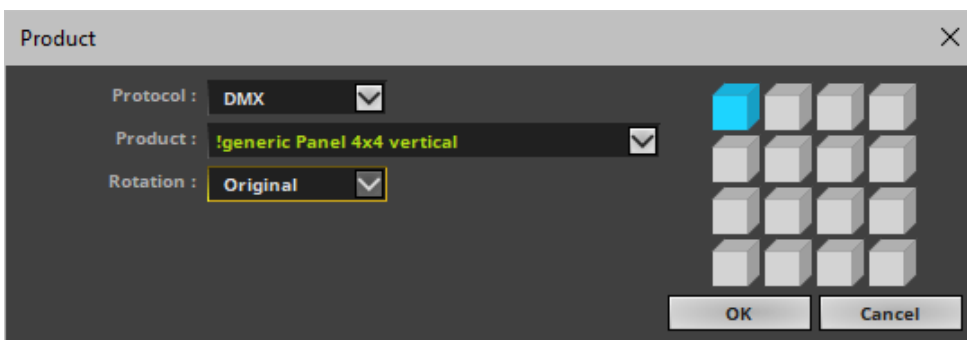 Product
Protocol : DMX
Product : !generic Panel 4x4 vertical
Rotation : Original
OK Cancel